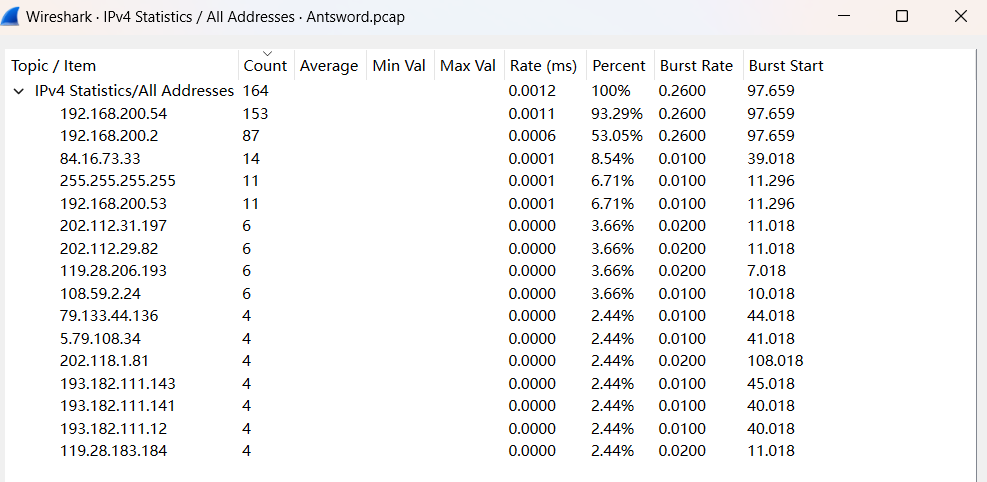 Wireshark · IPv4 Statistics / All Addresses · Antsword.pcap
Topic / Item Count Average Min Val Max Val Rate (ms) Percent Burst Rate Burst Start
IPv4 Statistics/All Addresses 164 0.0012 100% 0.2600 97.659
192.168.200.54 153 0.0011 93.29% 0.2600 97.659
192.168.200.2 87 0.0006 53.05% 0.2600 97.659
84.16.73.33 14 0.0001 8.54% 0.0100 39.018
255.255.255.255 11 0.0001 6.71% 0.0100 11.296
192.168.200.53 11 0.0001 6.71% 0.0100 11.296
202.112.31.197 6 0.0000 3.66% 0.0200 11.018
202.112.29.82 6 0.0000 3.66% 0.0200 11.018
119.28.206.193 6 0.0000 3.66% 0.0200 7.018
108.59.2.24 6 0.0000 3.66% 0.0100 10.018
79.133.44.136 4 0.0000 2.44% 0.0100 44.018
5.79.108.34 4 0.0000 2.44% 0.0100 41.018
202.118.1.81 4 0.0000 2.44% 0.0200 108.018
193.182.111.143 4 0.0000 2.44% 0.0100 45.018
193.182.111.141 4 0.0000 2.44% 0.0100 40.018
193.182.111.12 4 0.0000 2.44% 0.0100 40.018
119.28.183.184 4 0.0000 2.44% 0.0200 11.018